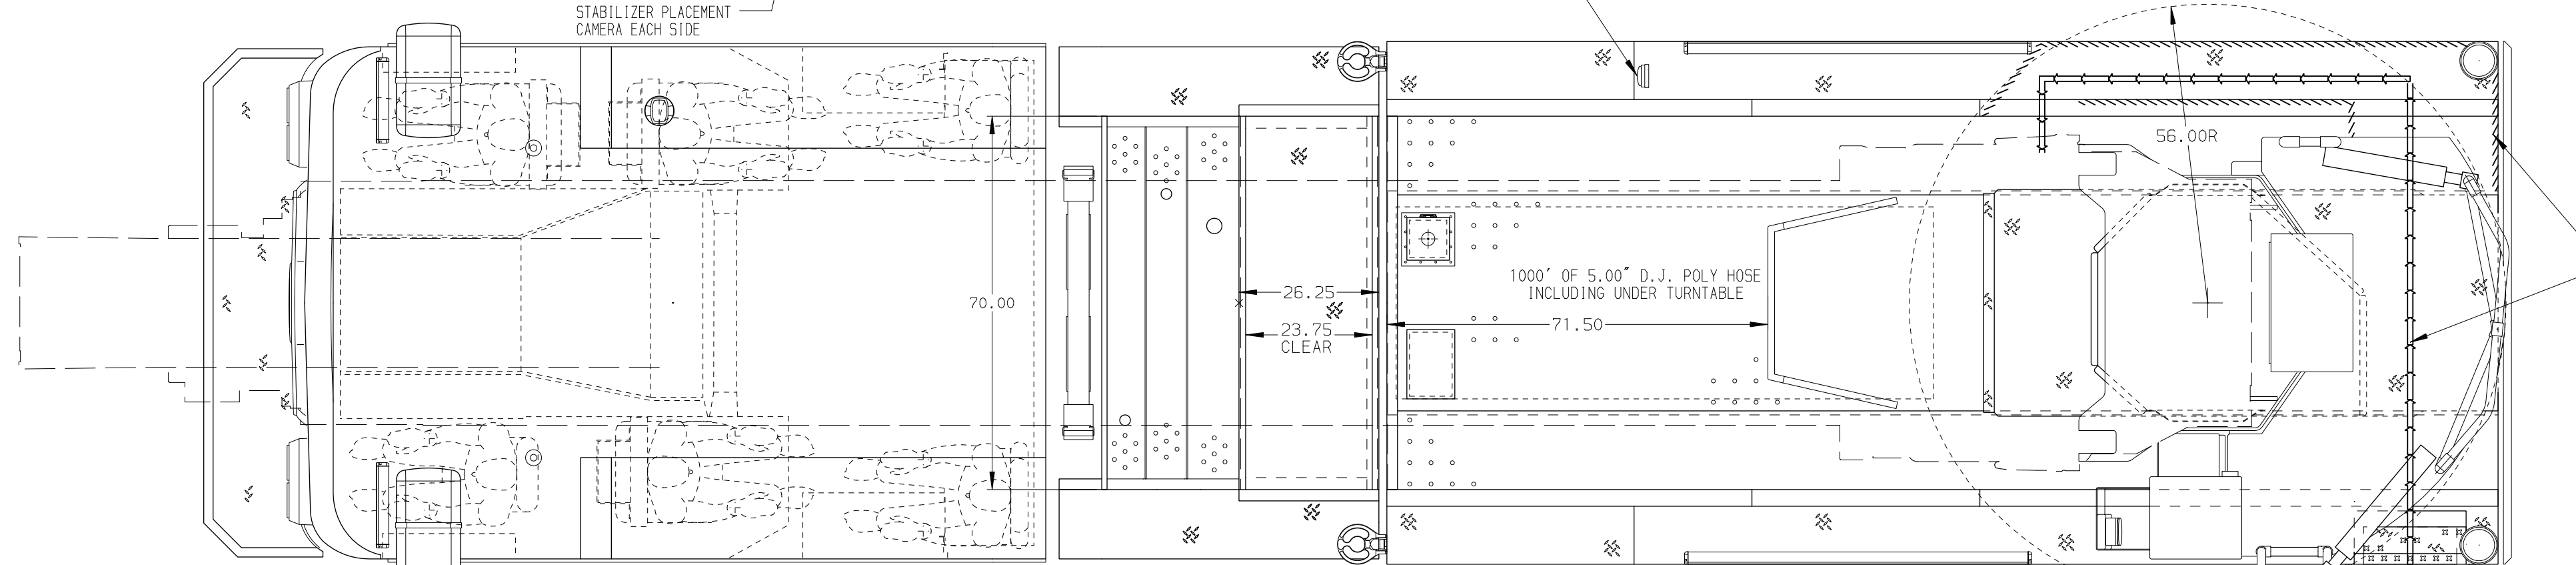 STABILIZER PLACEMENT
CAMERA EACH SIDE
56.00R
1000' OF 5.00" D.J. POLY HOSE
INCLUDING UNDER TURNTABLE
26.25
70.00
71.50
23.75
CLEAR